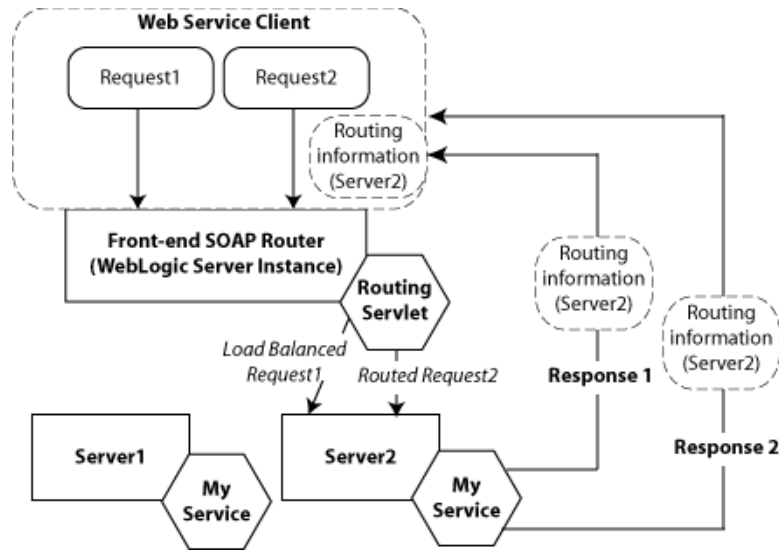 Web Service Client
Request1
Request2
Routing
information
(Server2)
Front-end SOAP Router
(WebLogic Server Instance)
Routing
Servlet
Load Balanced
Request1
Routed Request2
Routing
information
(Server2)
Response 1
Routing
information
(Server2)
Response 2
Server1
My
Service
Server2
My
Service